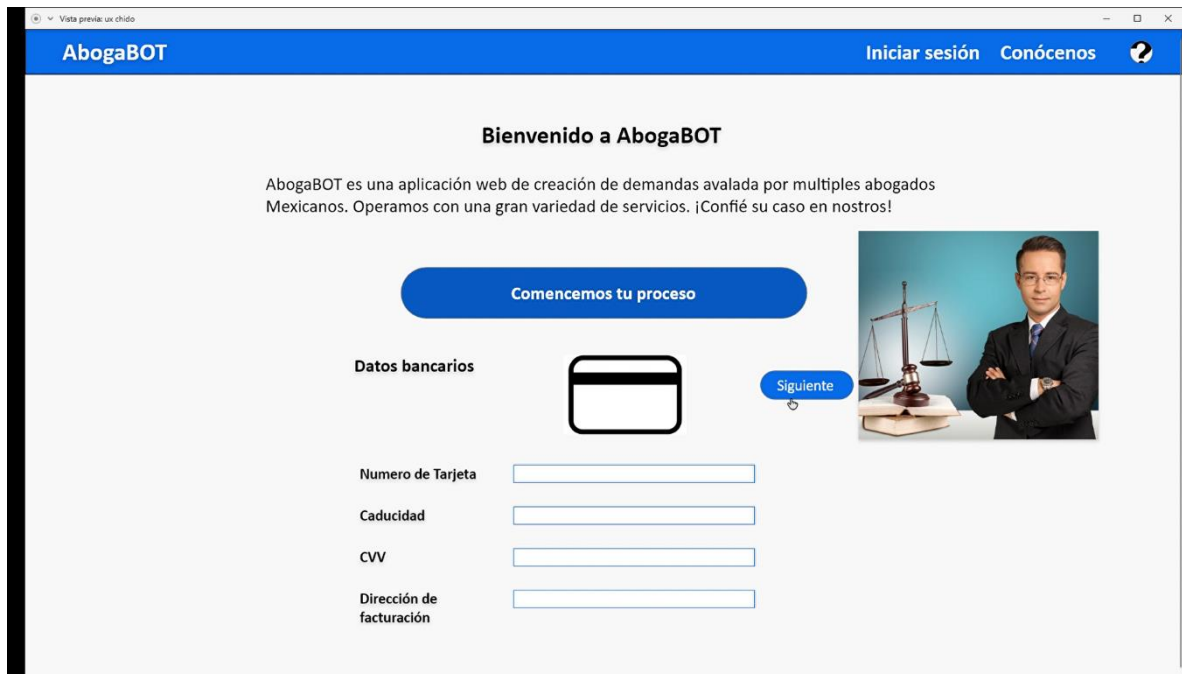 Vista previa: ux chido
AbogaBOT
Iniciar sesión Conócenos ?
Bienvenido a AbogaBOT
AbogaBOT es una aplicación web de creación de demandas avalada por multiples abogados
Mexicanos. Operamos con una gran variedad de servicios. ¡Confié su caso en nostros!
Comencemos tu proceso
Datos bancarios
Siguiente
Numero de Tarjeta
Caducidad
CVV
Dirección de
facturación